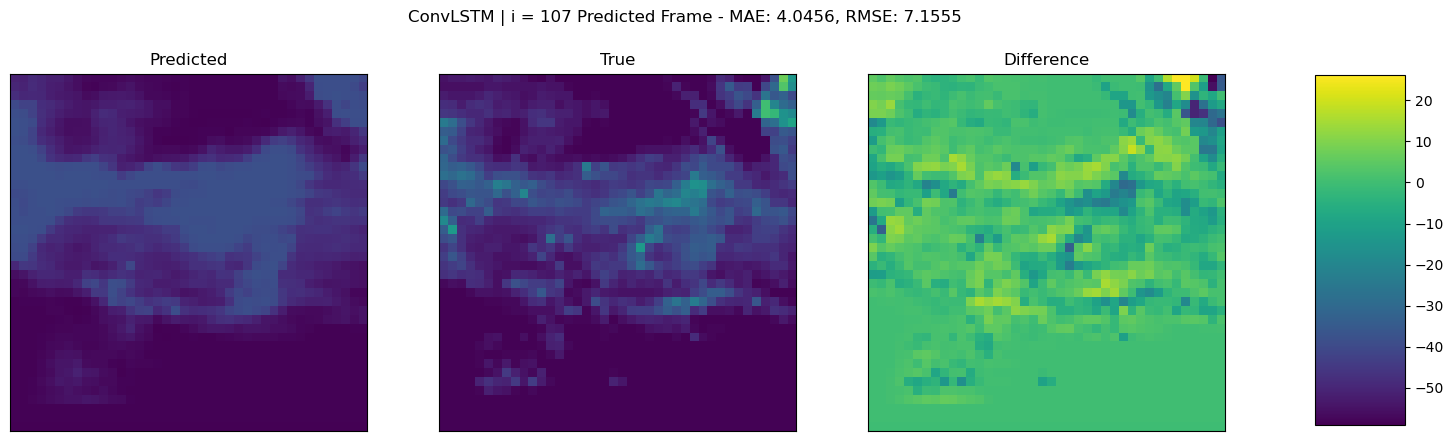 ConvLSTM | i = 107 Predicted Frame - MAE: 4.0456, RMSE: 7.1555
Predicted
True
Difference
20
10
0
−10
−20
−30
−40
−50